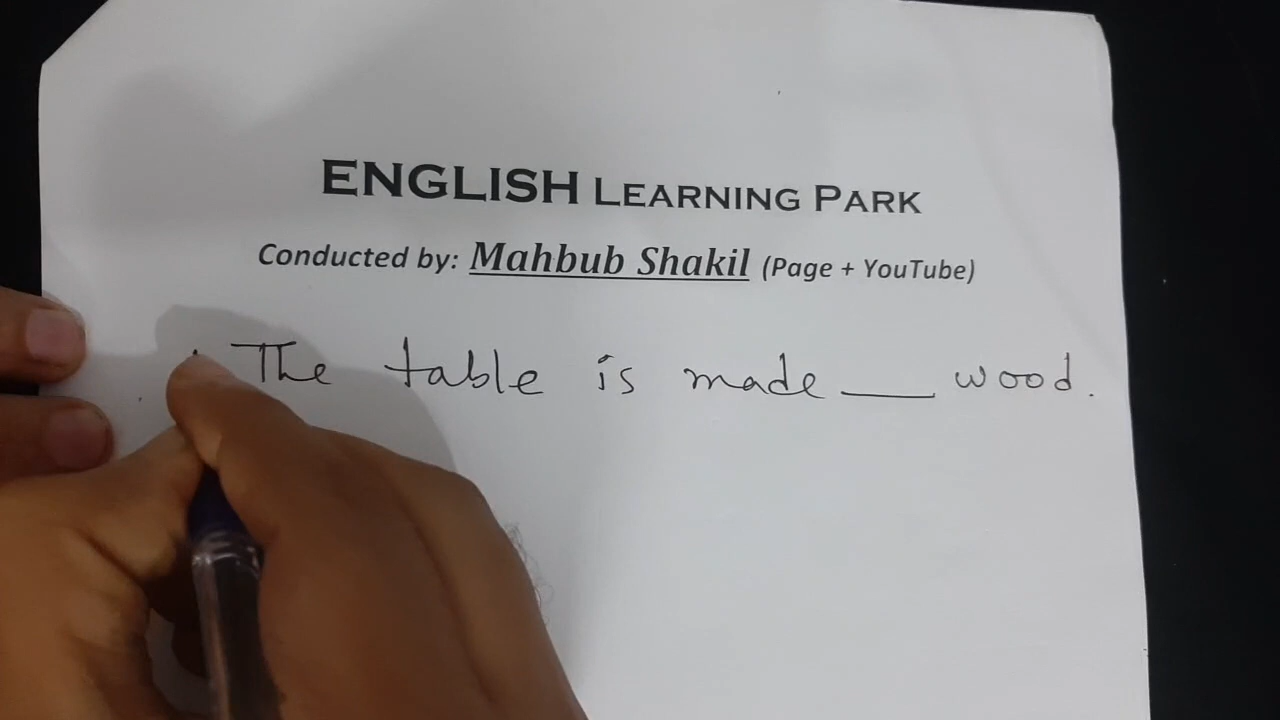 ENGLISH LEARNING PARK
Conducted by: Mahbub Shakil (Page + YouTube)
The table is made ___ wood.